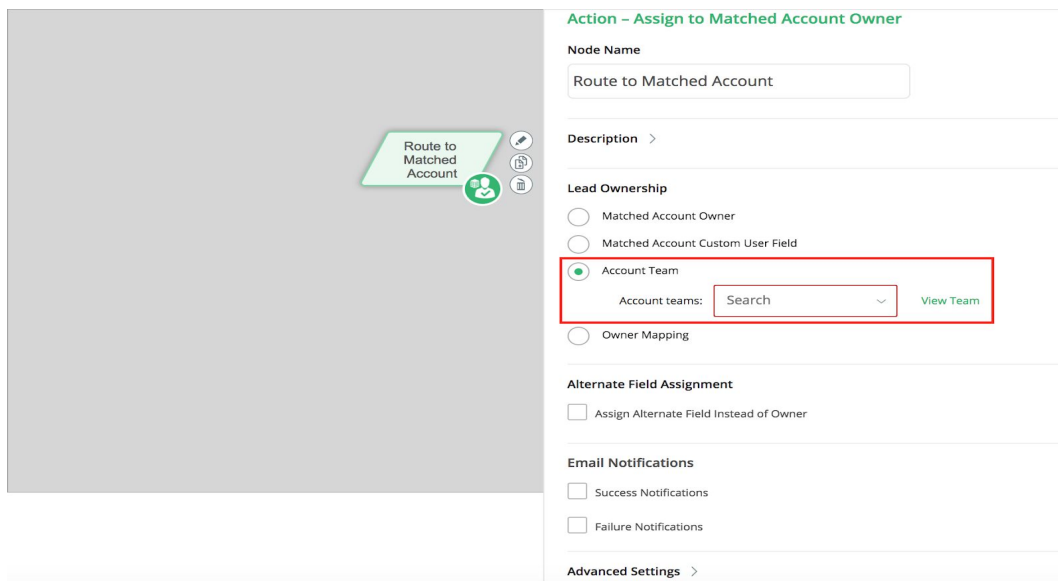 Action – Assign to Matched Account Owner
Node Name
Route to Matched Account
Route to
Matched
Account
Description >
Lead Ownership
Matched Account Owner
Matched Account Custom User Field
Account Team
Account teams: Search View Team
Owner Mapping
Alternate Field Assignment
Assign Alternate Field Instead of Owner
Email Notifications
Success Notifications
Failure Notifications
Advanced Settings >